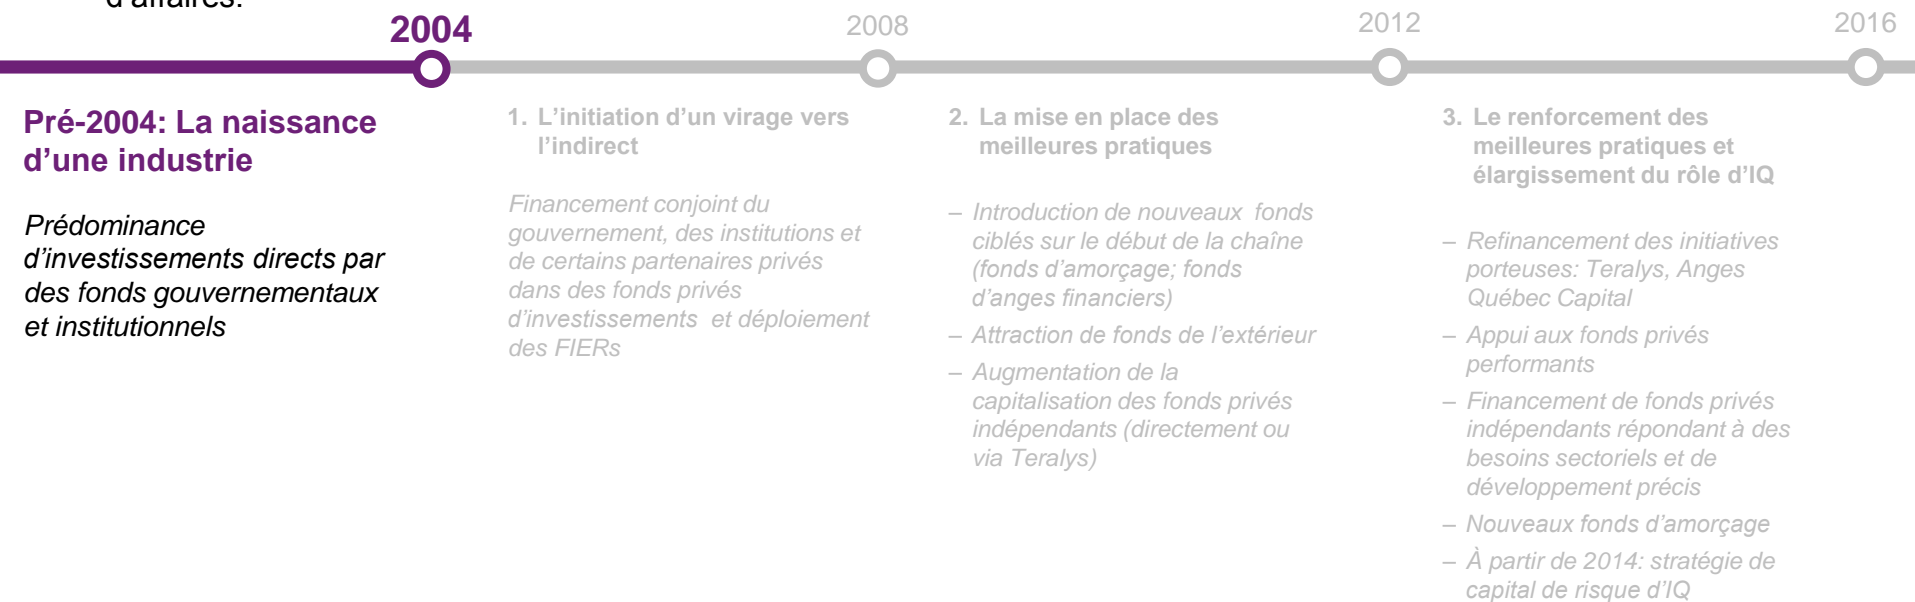 d'affaires.
2004
2008
2012
2016
Pré-2004: La naissance
d’une industrie
Prédominance
d’investissements directs par
des fonds gouvernementaux
et institutionnels
1. L’initiation d’un virage vers
l’indirect
Financement conjoint du
gouvernement, des institutions et
de certains partenaires privés
dans des fonds privés
d’investissements et déploiement
des FIERs
2. La mise en place des
meilleures pratiques
– Introduction de nouveaux fonds
ciblés sur le début de la chaîne
(fonds d’amorçage; fonds
d’anges financiers)
– Attraction de fonds de l’extérieur
– Augmentation de la
capitalisation des fonds privés
indépendants (directement ou
via Teralys)
3. Le renforcement des
meilleures pratiques et
élargissement du rôle d’IQ
– Refinancement des initiatives
porteuses: Teralys, Anges
Québec Capital
– Appui aux fonds privés
performants
– Financement de fonds privés
indépendants répondant à des
besoins sectoriels et de
développement précis
– Nouveaux fonds d’amorçage
– À partir de 2014: stratégie de
capital de risque d’IQ